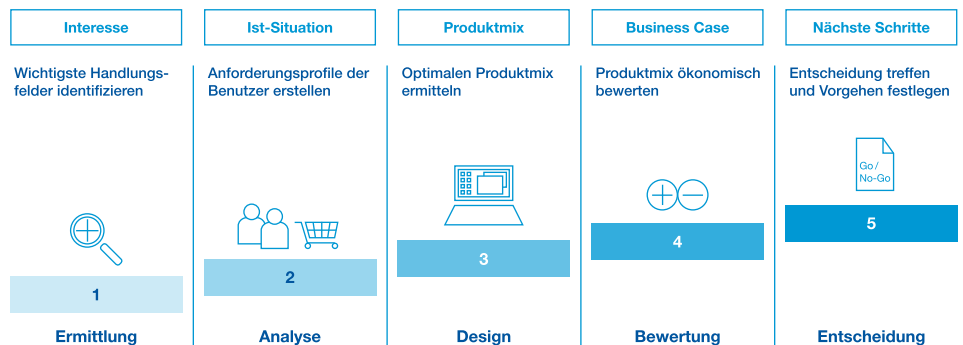 Interesse
Wichtigste Handlungs-
felder identifizieren
1
Ermittlung
Ist-Situation
Anforderungsprofile der
Benutzer erstellen
2
Analyse
Produktmix
Optimalen Produktmix
ermitteln
3
Design
Business Case
Produktmix ökonomisch
bewerten
4
Bewertung
Nächste Schritte
Entscheidung treffen
und Vorgehen festlegen
Go /
No-Go
5
Entscheidung